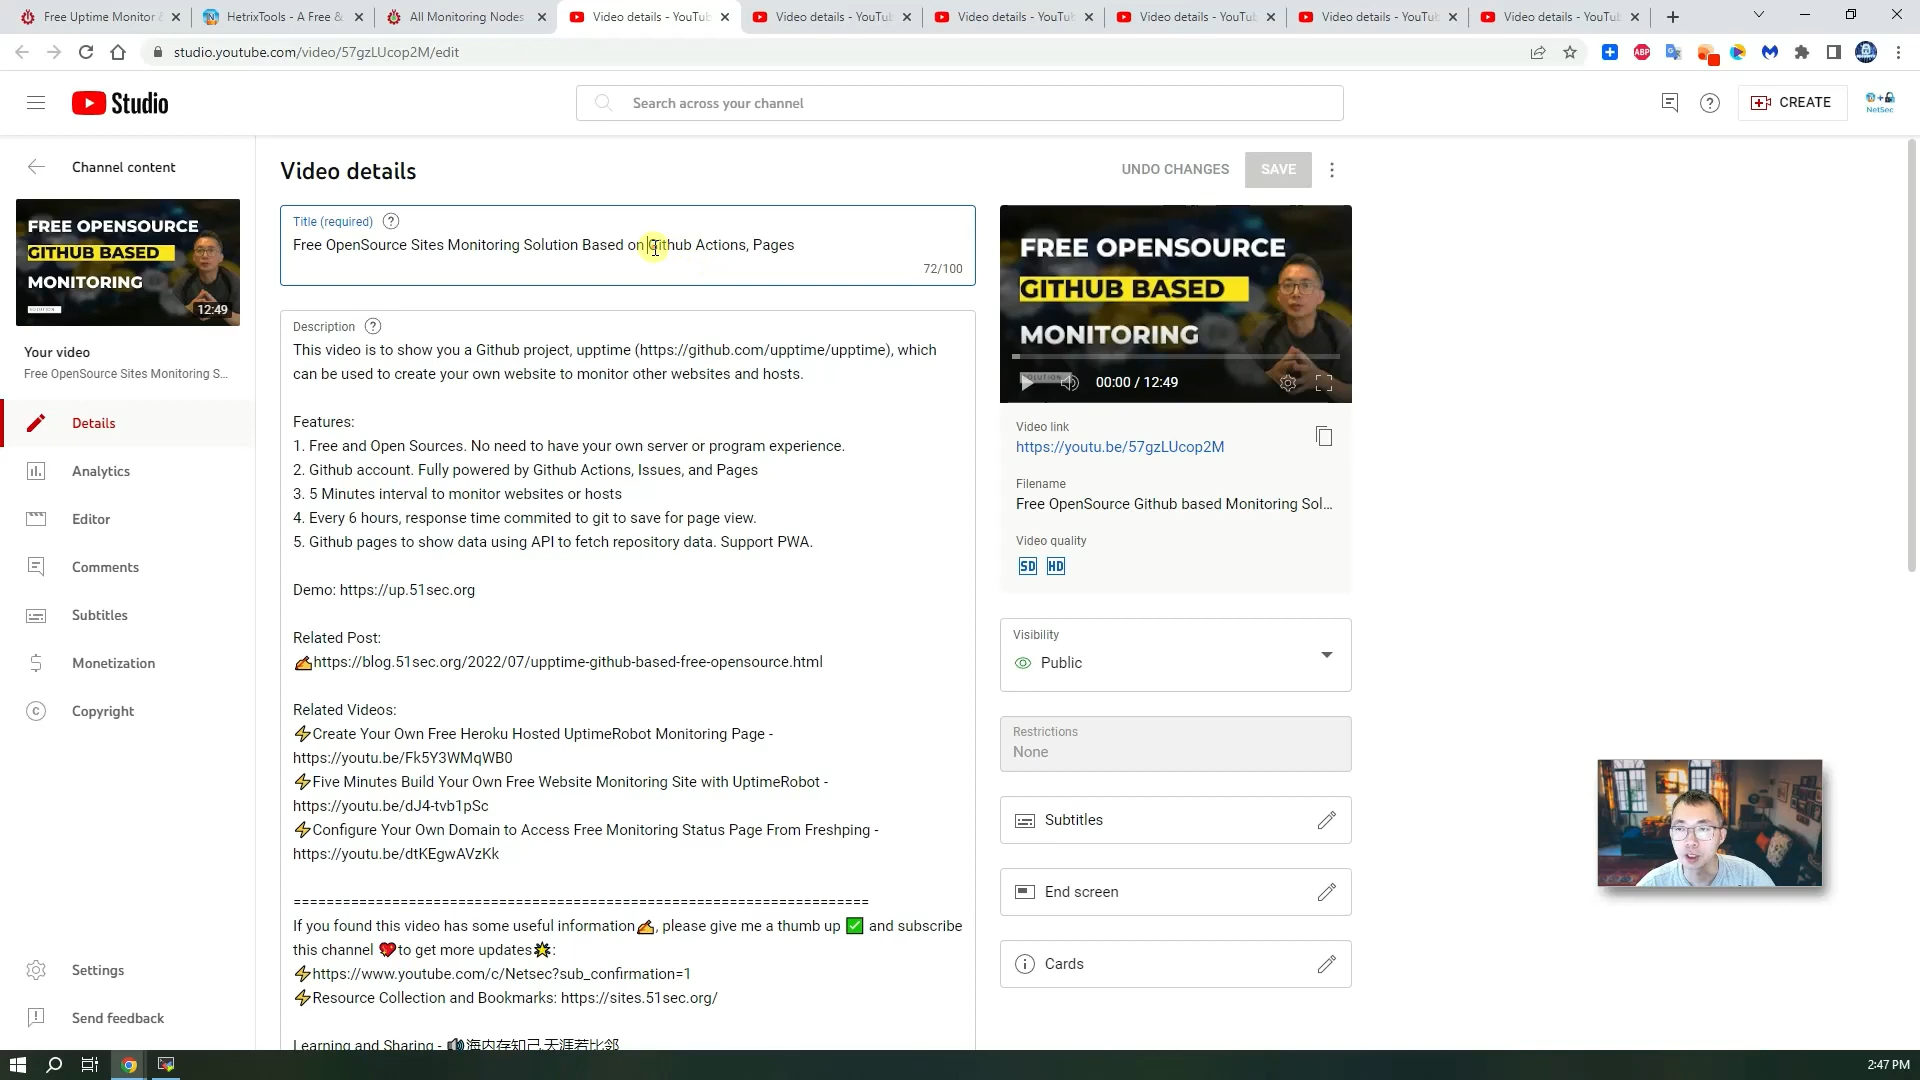 Free Uptime Monitor
HetrixTools - A Free &
All Monitoring Nodes
Video details - YouTub
Video details - YouTub
Video details - YouTub
Video details - YouTub
Video details - YouTub
Video details - YouTub
studio.youtube.com/video/57gzLUcop2M/edit
ABP
Studio
Search across your channel
CREATE
NetSec
Channel content
Video details
UNDO CHANGES
SAVE
FREE OPENSOURCE
GITHUB BASED
MONITORING
SOLUTION
12:49
Your video
Free OpenSource Sites Monitoring S...
Details
Analytics
Editor
Comments
Subtitles
Monetization
Copyright
Settings
Send feedback
Title (required)
Free OpenSource Sites Monitoring Solution Based on Github Actions, Pages
72/100
Description
This video is to show you a Github project, upptime (https://github.com/upptime/upptime), which
can be used to create your own website to monitor other websites and hosts.
Features:
1. Free and Open Sources. No need to have your own server or program experience.
2. Github account. Fully powered by Github Actions, Issues, and Pages
3. 5 Minutes interval to monitor websites or hosts
4. Every 6 hours, response time commited to git to save for page view.
5. Github pages to show data using API to fetch repository data. Support PWA.
Demo: https://up.51sec.org
Related Post:
✍https://blog.51sec.org/2022/07/upptime-github-based-free-opensource.html
Related Videos:
⚡Create Your Own Free Heroku Hosted UptimeRobot Monitoring Page -
https://youtu.be/Fk5Y3WMqWB0
⚡Five Minutes Build Your Own Free Website Monitoring Site with UptimeRobot -
https://youtu.be/dJ4-tvb1pSc
⚡Configure Your Own Domain to Access Free Monitoring Status Page From Freshping -
https://youtu.be/dtKEgwAVzKk
=====================================================================
If you found this video has some useful information✍, please give me a thumb up ✅ and subscribe
this channel 💖to get more updates🌟:
⚡https://www.youtube.com/c/Netsec?sub_confirmation=1
⚡Resource Collection and Bookmarks: https://sites.51sec.org/
Learning and Sharing - 🔊海内存知己,天涯若比邻
FREE OPENSOURCE
GITHUB BASED
MONITORING
00:00 / 12:49
Video link
https://youtu.be/57gzLUcop2M
Filename
Free OpenSource Github based Monitoring Sol...
Video quality
SD HD
Visibility
Public
Restrictions
None
Subtitles
End screen
Cards
2:47 PM